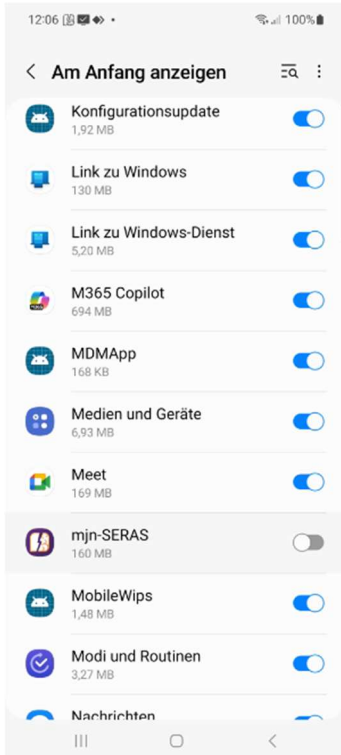 12:06
100%
Am Anfang anzeigen
Konfigurationsupdate
1,92 MB
Link zu Windows
130 MB
Link zu Windows-Dienst
5,20 MB
M365 Copilot
694 MB
MDMApp
168 KB
Medien und Geräte
6,93 MB
Meet
169 MB
mjn-SERAS
160 MB
MobileWips
1,48 MB
Modi und Routinen
3,27 MB
Nachrichten